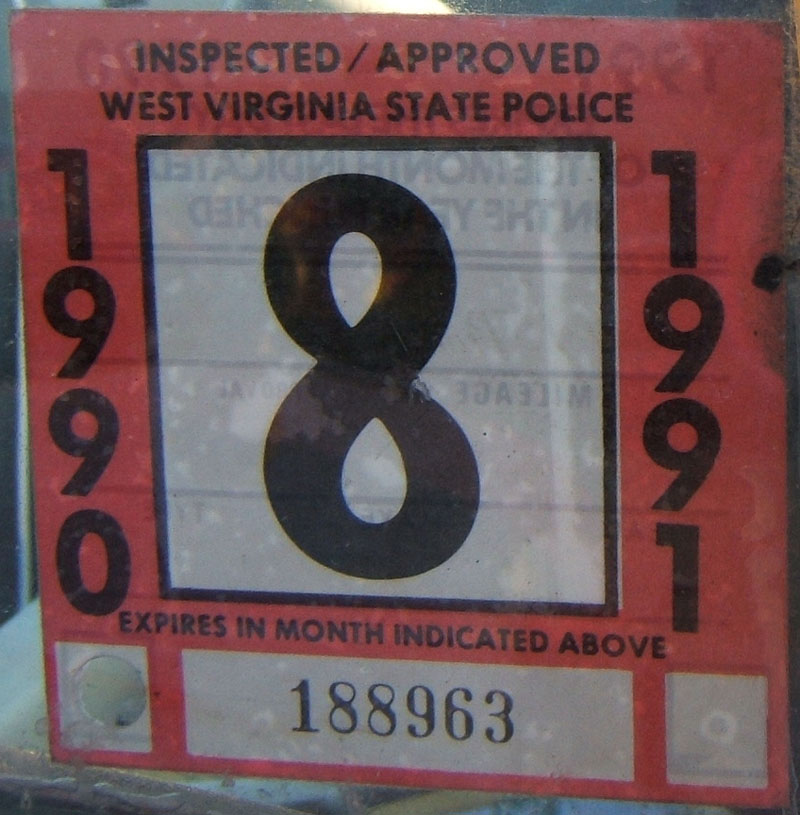 INSPECTED / APPROVED
WEST VIRGINIA STATE POLICE
1990
8
1991
EXPIRES IN MONTH INDICATED ABOVE
188963